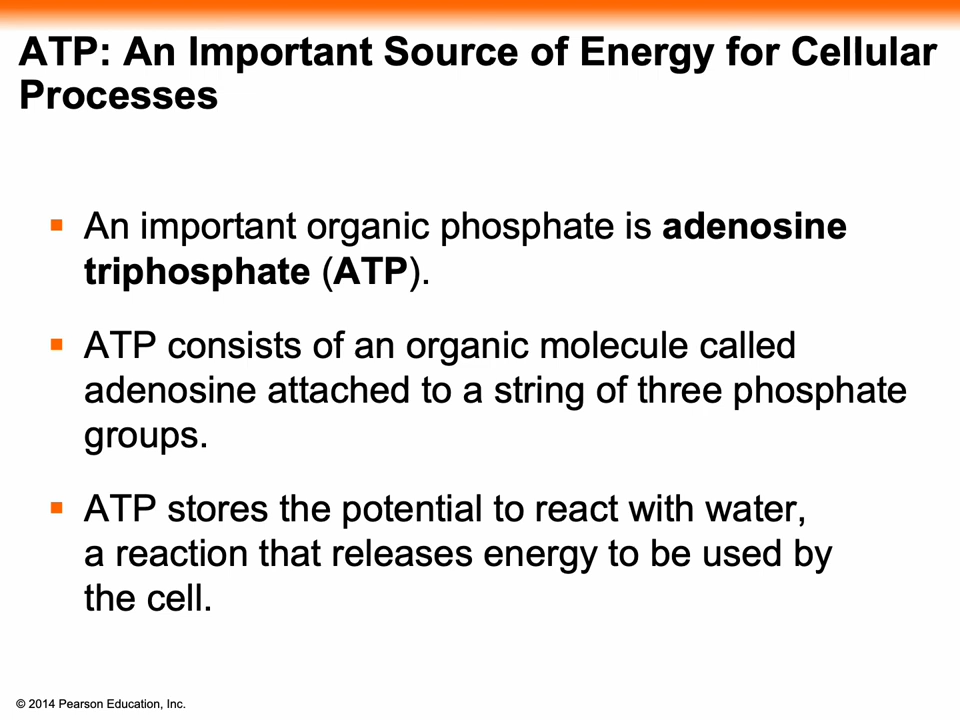 ATP: An Important Source of Energy for Cellular
Processes
An important organic phosphate is adenosine
triphosphate (ATP).
ATP consists of an organic molecule called
adenosine attached to a string of three phosphate
groups.
ATP stores the potential to react with water,
a reaction that releases energy to be used by
the cell.
© 2014 Pearson Education, Inc.